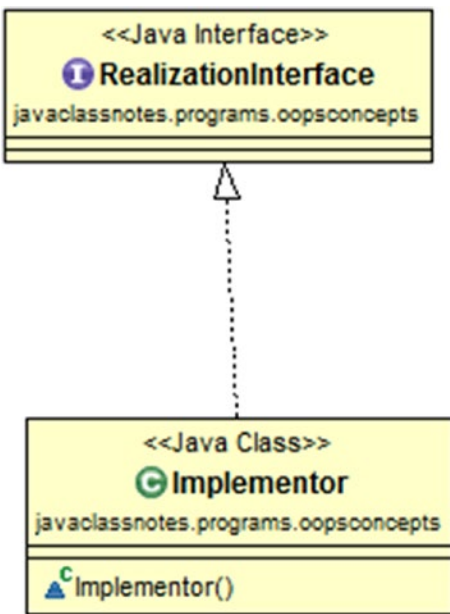 <<Java Interface>>
I RealizationInterface
javaclassnotes.programs.oopsconcepts
<<Java Class>>
C Implementor
javaclassnotes.programs.oopsconcepts
C Implementor()